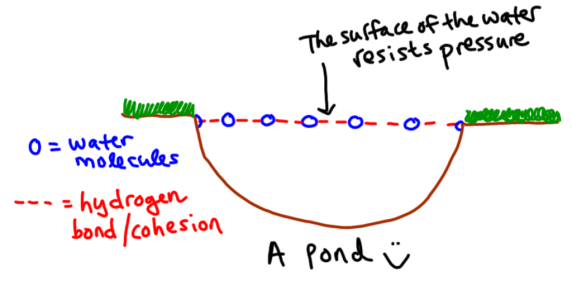 The surface of the water
resists pressure
O = water
molecules
--- = hydrogen
bond/cohesion
A pond :)